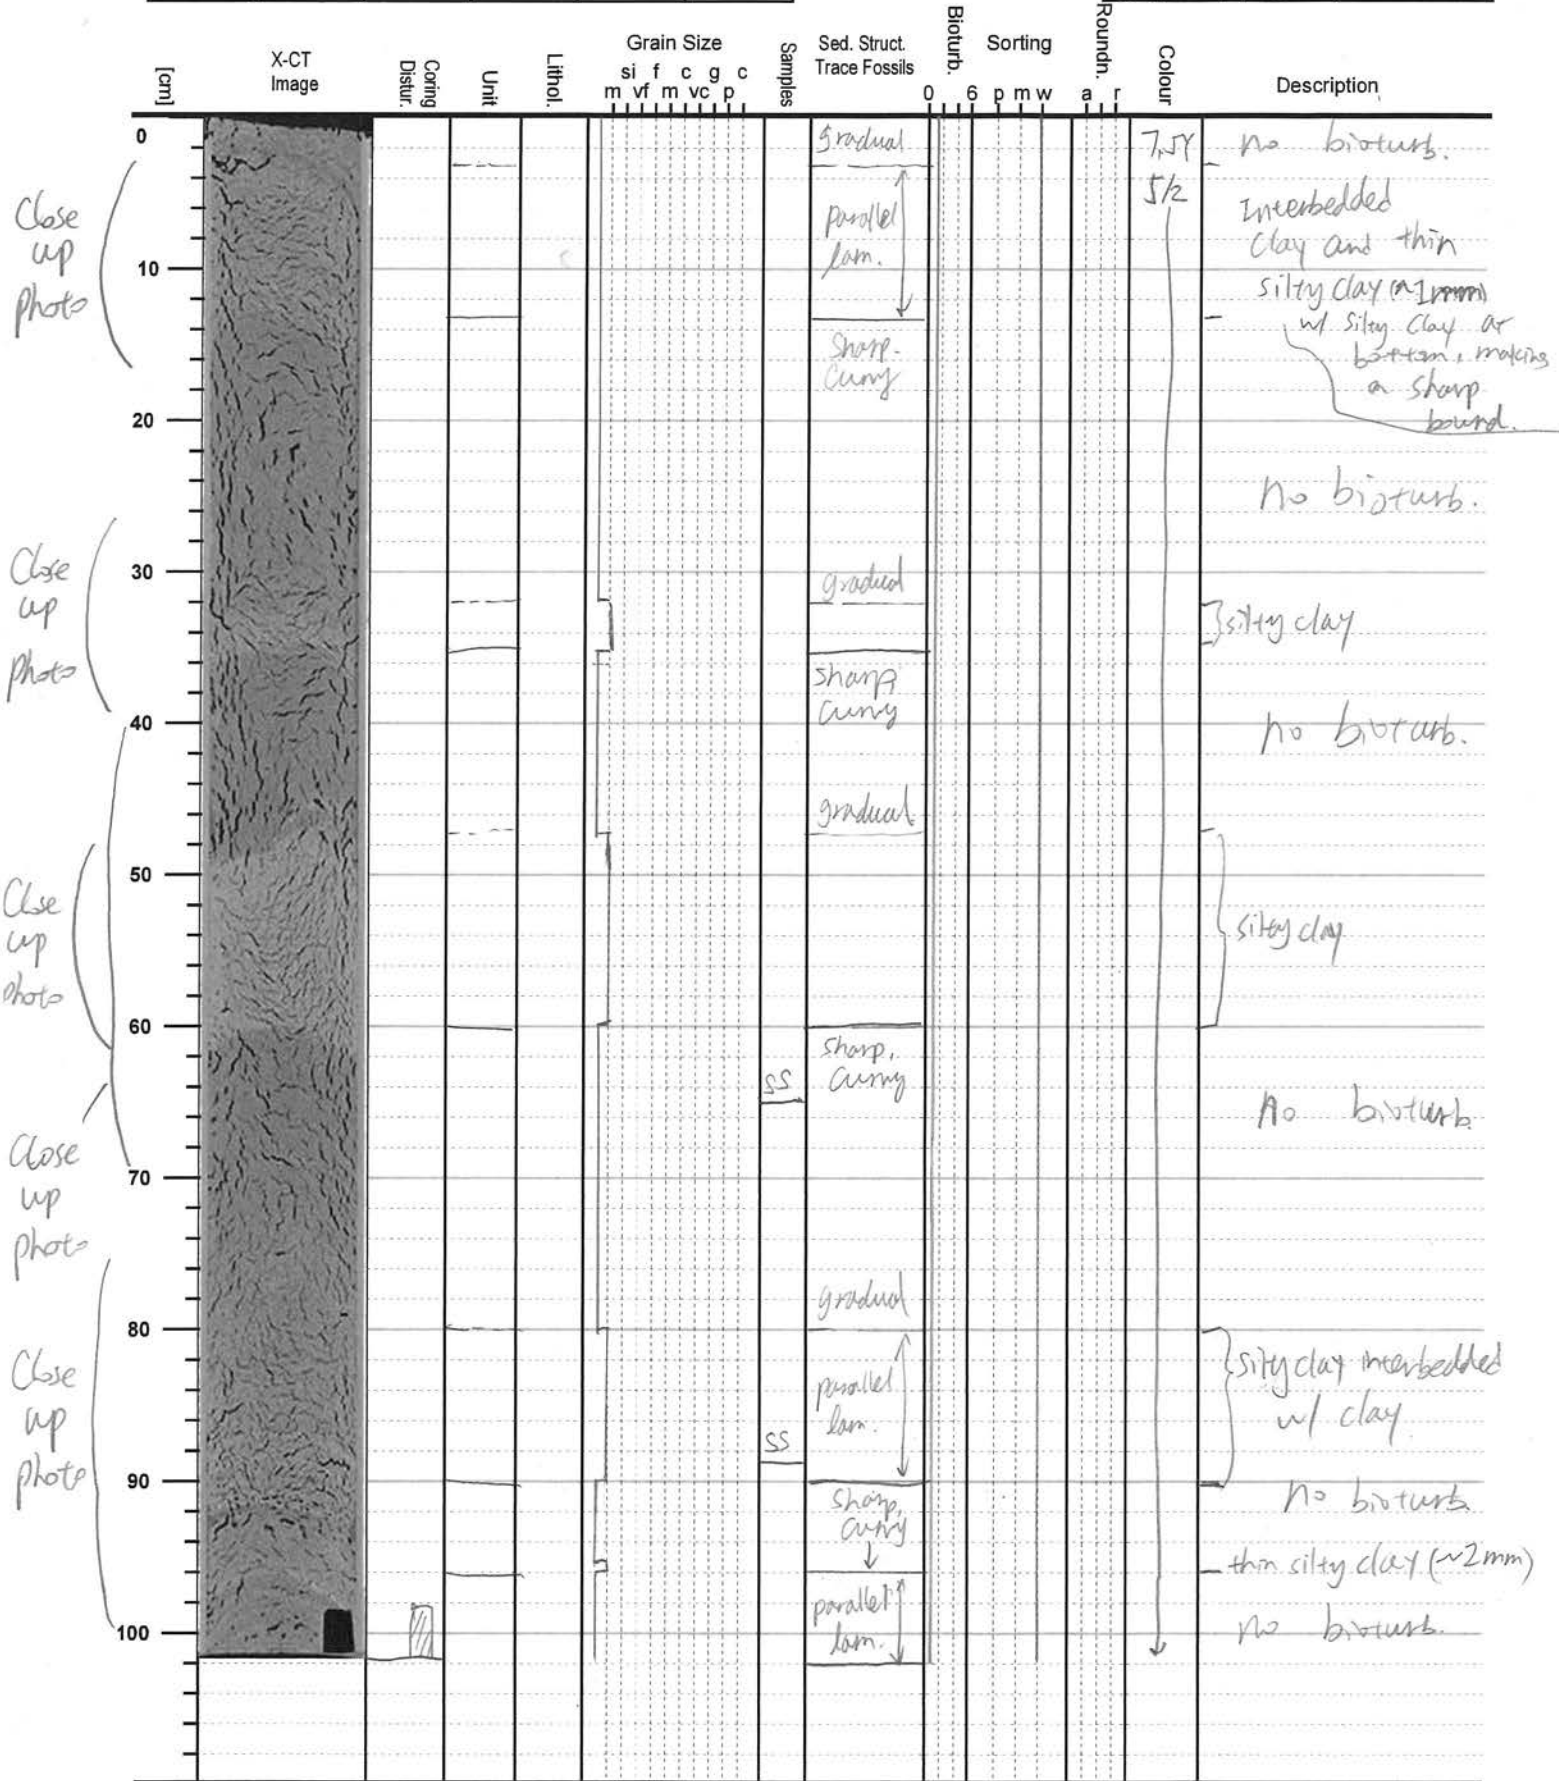 [cm]
X-CT
Image
Coring
Distur.
Unit
Lithol.
Grain Size
si f c g c
m vf m vc p
Samples
Sed. Struct.
Trace Fossils
Bioturb.
0 6
Sorting
p m w
Roundn.
a r
Colour
Description
0
gradual
7.5Y
5/2
no bioturb.
Close
up
photo
parallel
lam.
Interbedded
Clay and thin
silty clay (~1mm)
w/ silty clay at
bottom, making
a sharp
bound.
10
sharp.
curvy
20
no bioturb.
Close
up
photo
30
gradual
silty clay
sharp,
curvy
40
no bioturb.
gradual
50
Close
up
photo
silty clay
60
sharp,
curvy
SS
no bioturb.
Close
up
photo
70
gradual
80
Close
up
photo
parallel
lam.
silty clay interbedded
w/ clay
SS
90
sharp,
curvy
no bioturb.
thin silty clay (~2mm)
parallel
lam.
100
no bioturb.